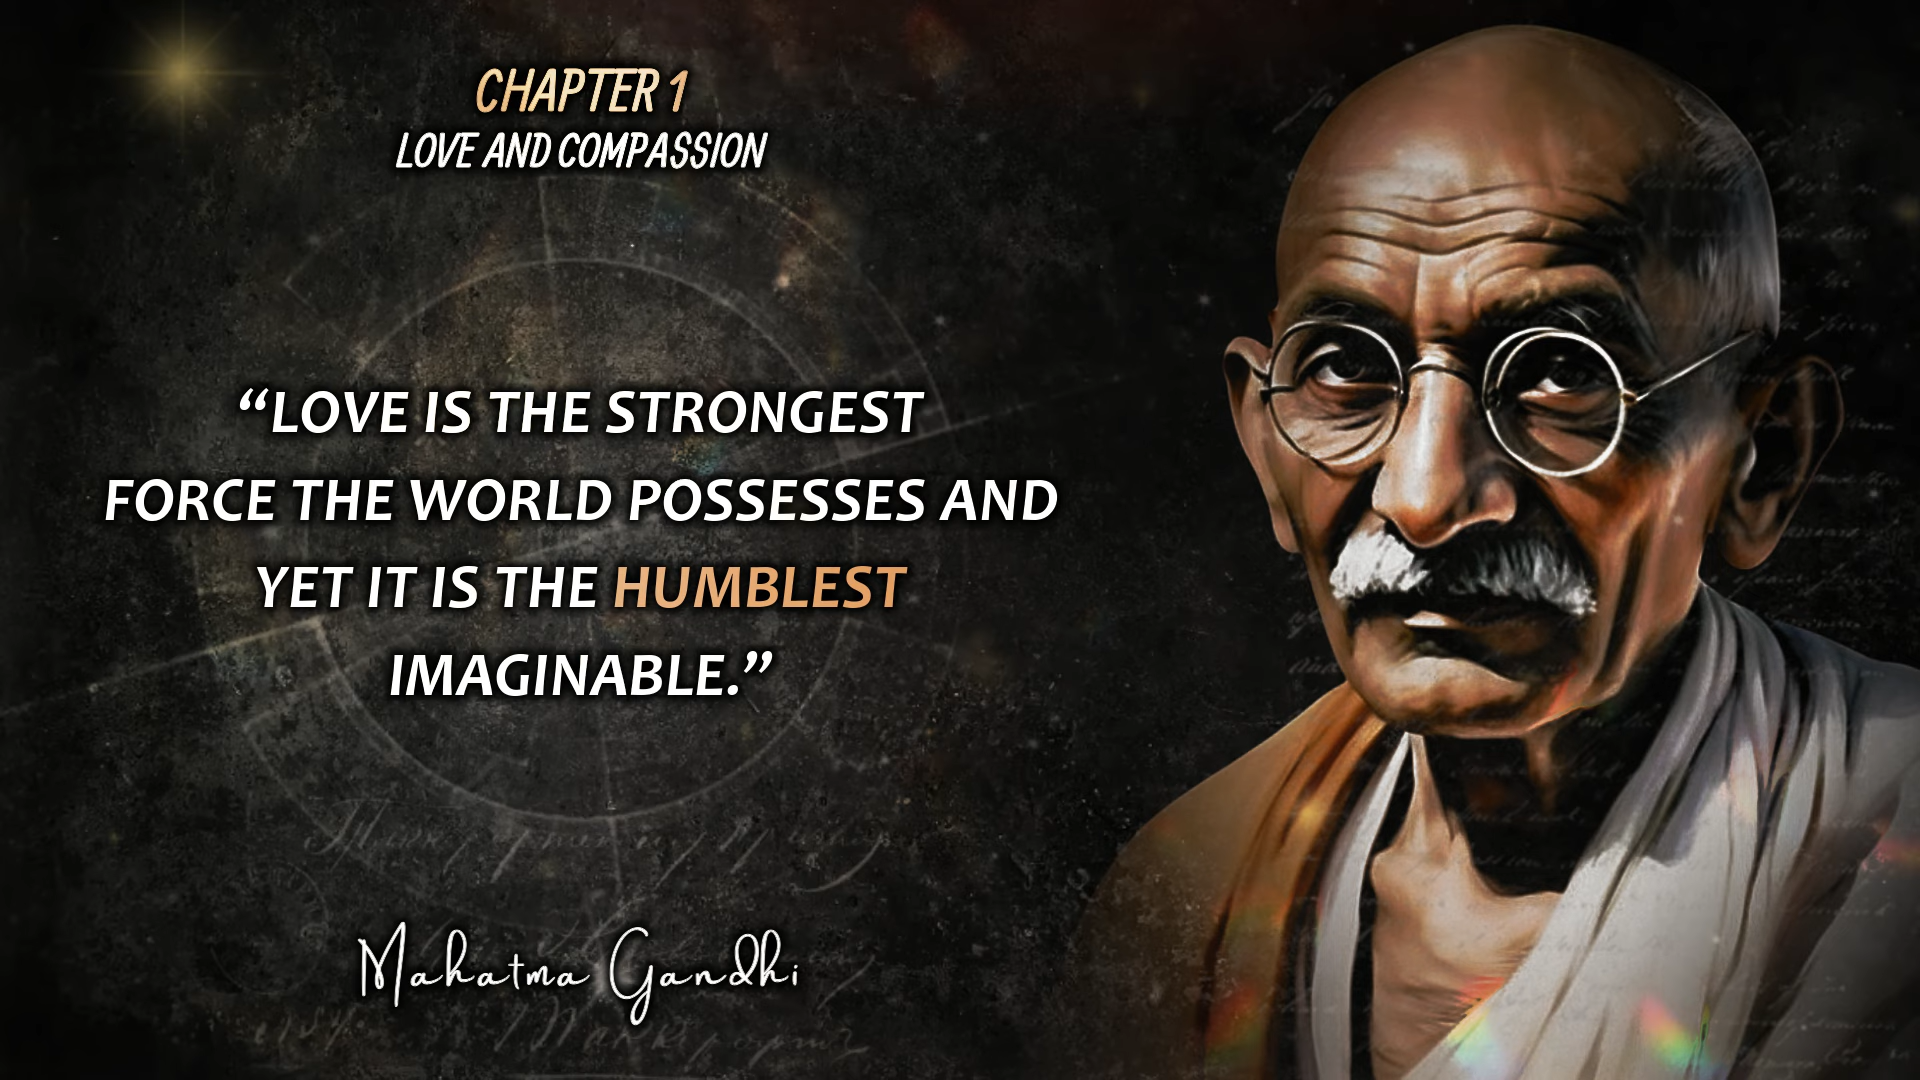 CHAPTER 1
LOVE AND COMPASSION
“LOVE IS THE STRONGEST
FORCE THE WORLD POSSESSES AND
YET IT IS THE HUMBLEST
IMAGINABLE.”
Mahatma Gandhi